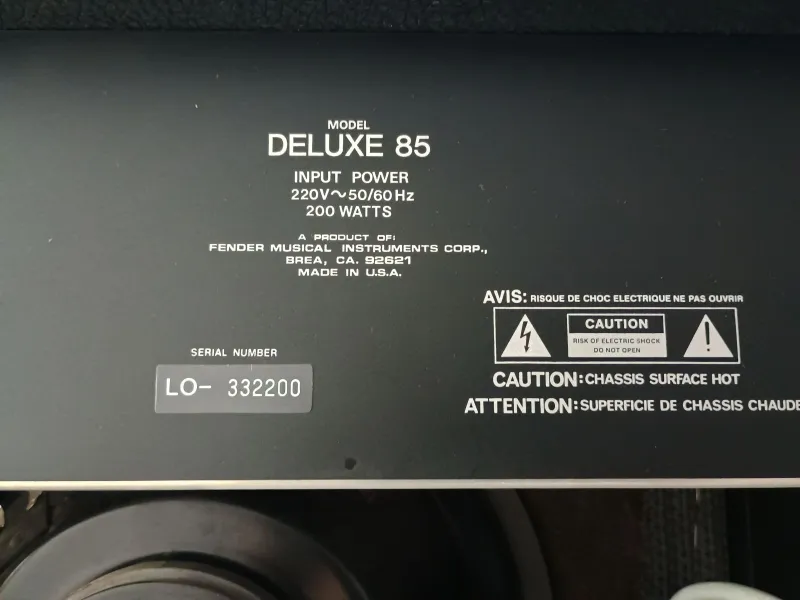 MODEL
DELUXE 85
INPUT POWER
220V～50/60Hz
200 WATTS
A PRODUCT OF:
FENDER MUSICAL INSTRUMENTS CORP.,
BREA, CA. 92621
MADE IN U.S.A.
AVIS: RISQUE DE CHOC ELECTRIQUE NE PAS OUVRIR
CAUTION
RISK OF ELECTRIC SHOCK
DO NOT OPEN
CAUTION: CHASSIS SURFACE HOT
ATTENTION: SUPERFICIE DE CHASSIS CHAUDE
SERIAL NUMBER
LO- 332200